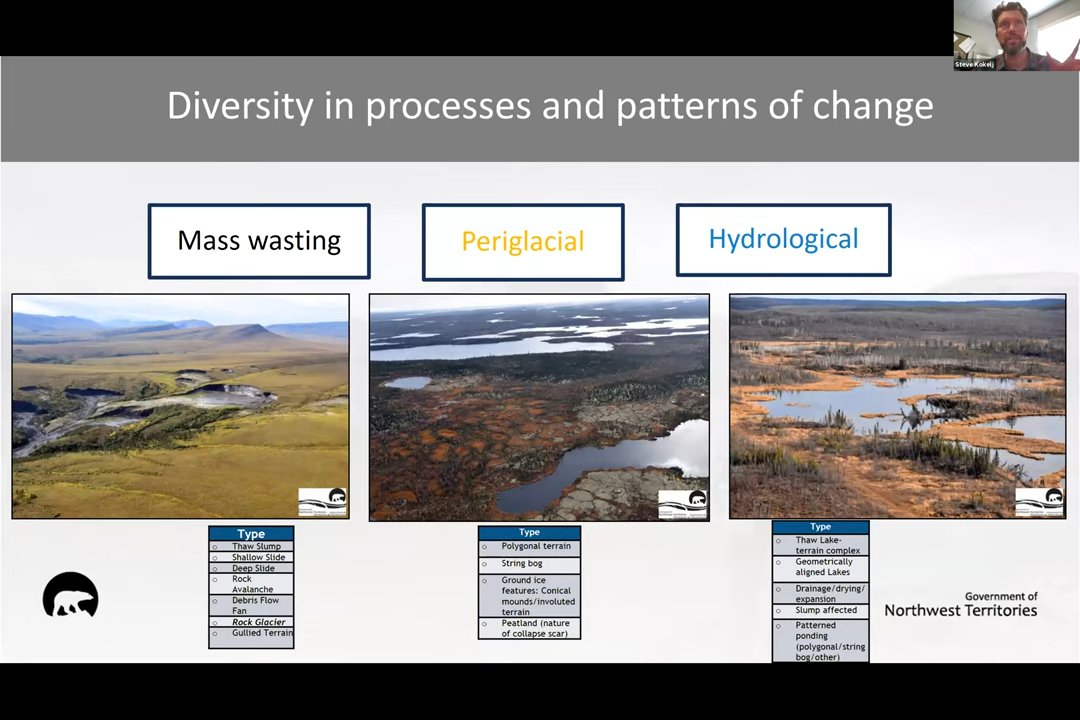 Steve Kokelj
Diversity in processes and patterns of change
Mass wasting
Periglacial
Hydrological
Type
Thaw Slump
Shallow Slide
Deep Slide
Rock
Avalanche
Debris Flow
Fan
Rock Glacier
Gullied Terrain
Type
Polygonal terrain
String bog
Ground ice
features: Conical
mounds/involuted
terrain
Peatland (nature
of collapse scar)
Type
Thaw Lake-
terrain complex
Geometrically
aligned Lakes
Drainage/drying/
expansion
Slump affected
Patterned
ponding
(polygonal/string
bog/other)
Government of
Northwest Territories